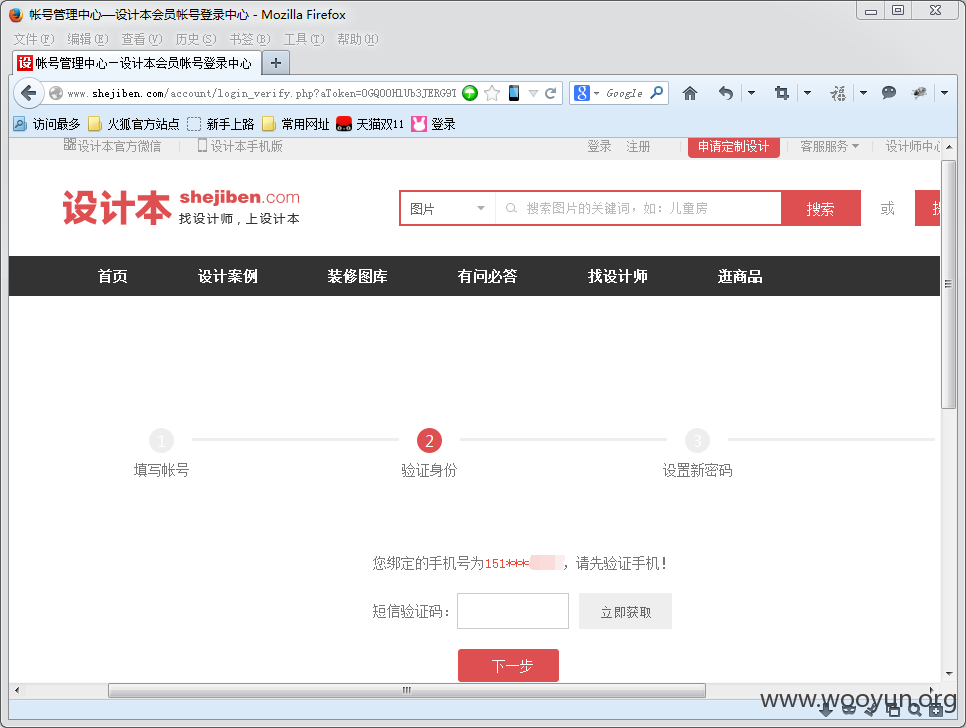 帐号管理中心—设计本会员帐号登录中心 - Mozilla Firefox
文件(F) 编辑(E) 查看(V) 历史(S) 书签(B) 工具(T) 帮助(H)
设 帐号管理中心—设计本会员帐号登录中心 +
www.shejiben.com/account/login_verify.php?aToken= Google 福
访问最多 火狐官方站点 新手上路 常用网址 天猫双11 登录
设计本官方微信 设计本手机版 登录 注册 申请定制设计 客服服务 设计师中心
设计本 shejiben.com
找设计师,上设计本
图片 搜索图片的关键词,如:儿童房 搜索 或
首页 设计案例 装修图库 有问必答 找设计师 逛商品
1 2 3
填写帐号 验证身份 设置新密码
您绑定的手机号为151***,请先验证手机!
短信验证码: 立即获取
下一步
www.wooyun.org